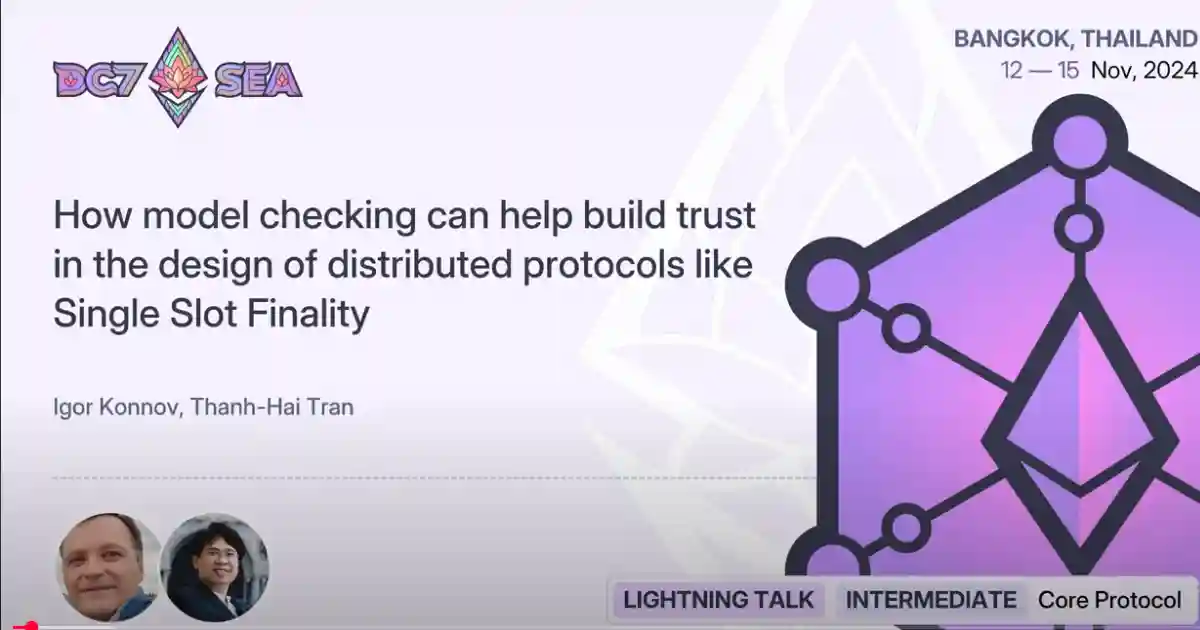 DC7 SEA
BANGKOK, THAILAND
12 — 15 Nov, 2024
How model checking can help build trust
in the design of distributed protocols like
Single Slot Finality
Igor Konnov, Thanh-Hai Tran
LIGHTNING TALK INTERMEDIATE Core Protocol